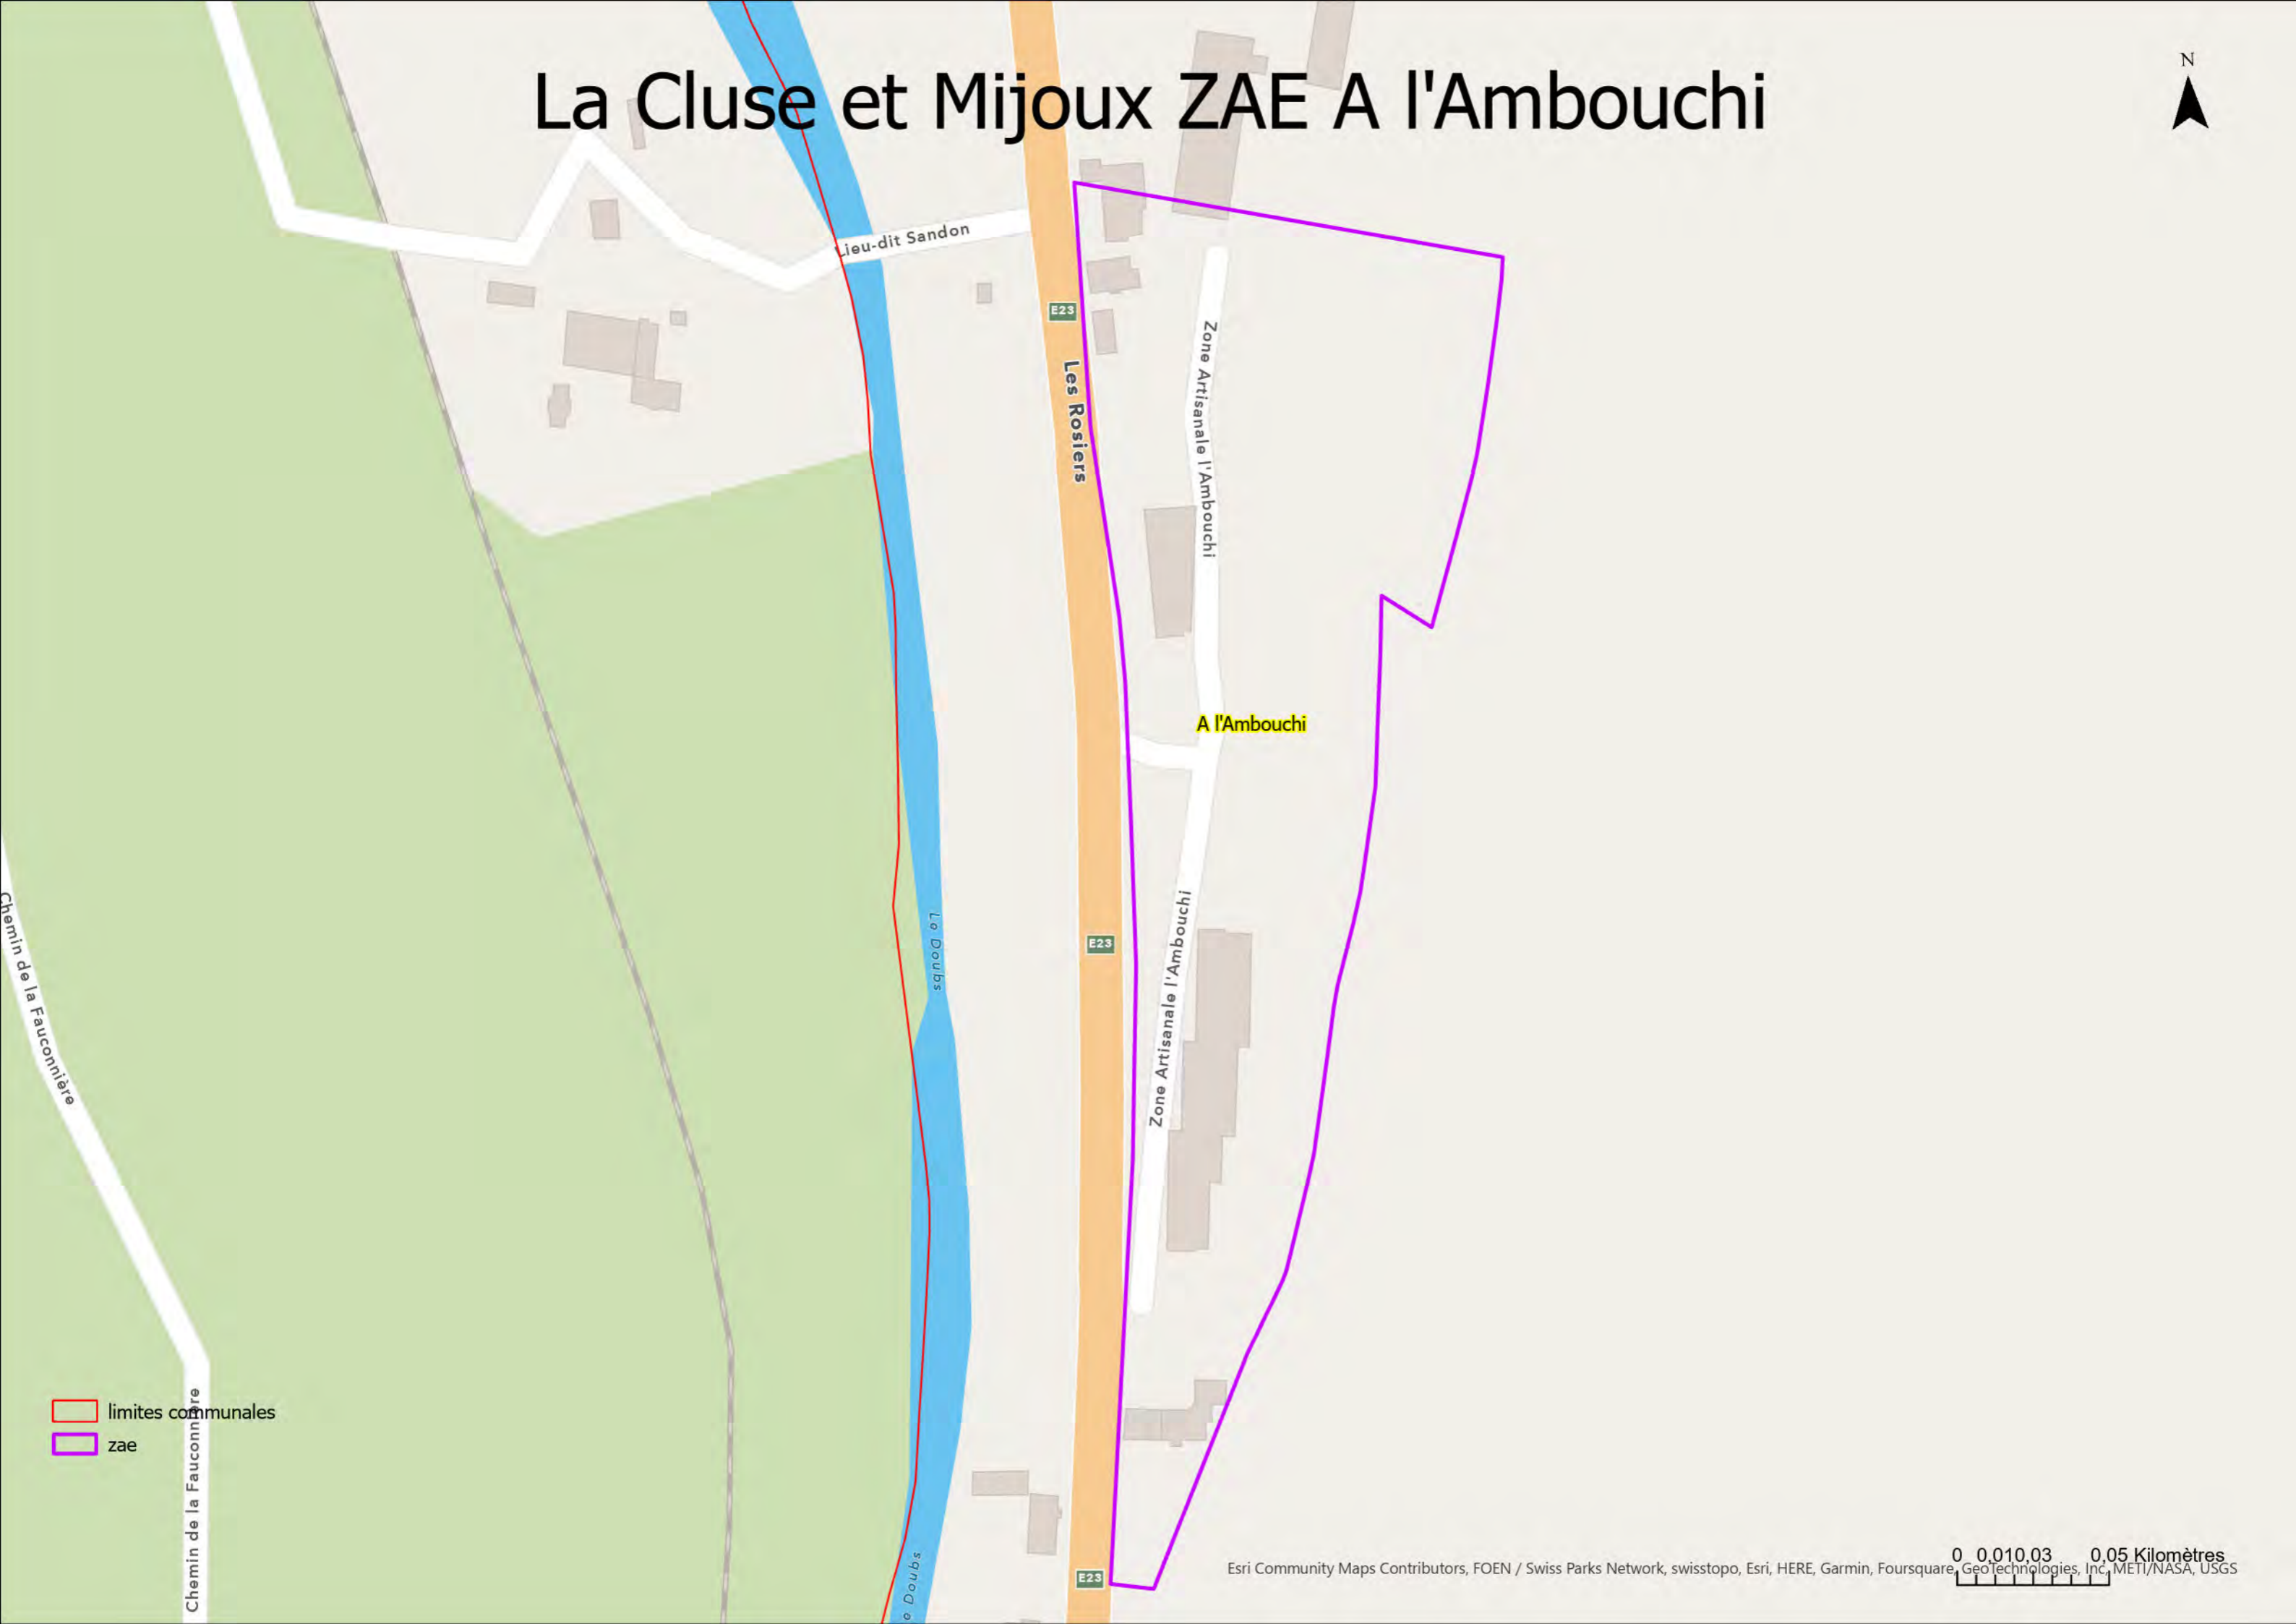 La Cluse et Mijoux ZAE A l'Ambouchi
N
Lieu-dit Sandon
E23
Les Rosiers
Zone Artisanale l'Ambouchi
A l'Ambouchi
Zone Artisanale l'Ambouchi
E23
Le Doubs
Chemin de la Fauconnière
Chemin de la Fauconnière
limites communales
zae
E23
Doubs
0 0,010,03 0,05 Kilomètres
Esri Community Maps Contributors, FOEN / Swiss Parks Network, swisstopo, Esri, HERE, Garmin, Foursquare, GeoTechnologies, Inc, METI/NASA, USGS